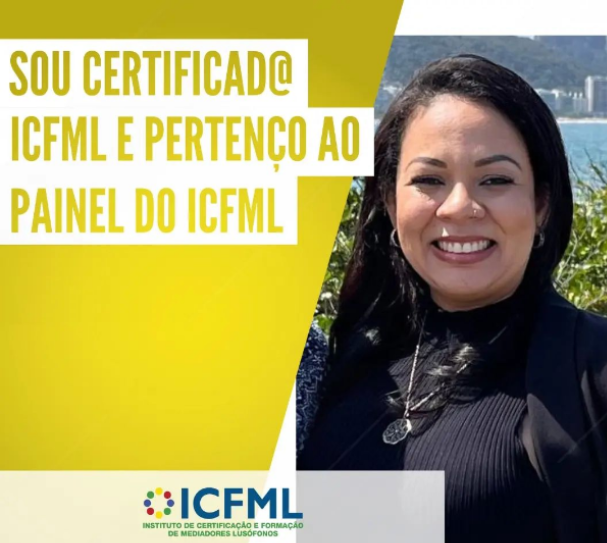 SOU CERTIFICAD@
ICFML E PERTENÇO AO
PAINEL DO ICFML
ICFML
INSTITUTO DE CERTIFICAÇÃO E FORMAÇÃO
DE MEDIADORES LUSÓFONOS